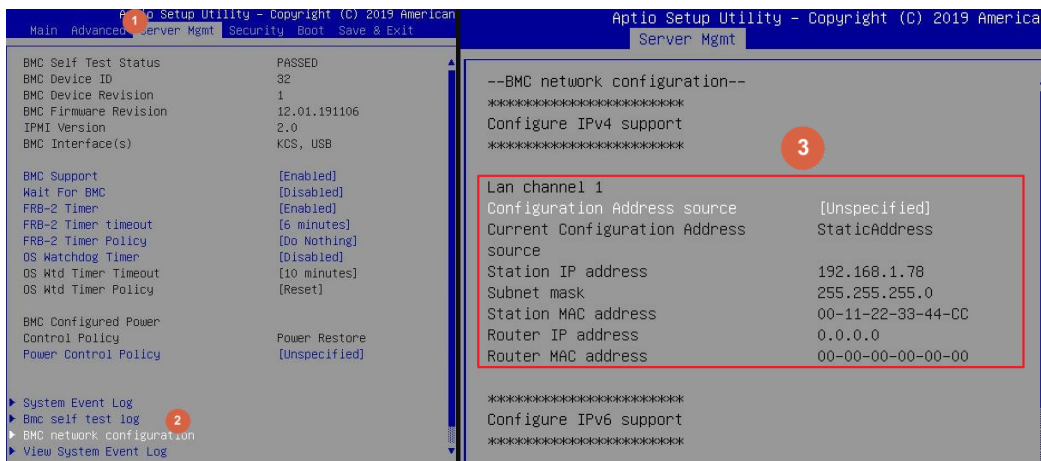 Aptio Setup Utility - Copyright (C) 2019 American
1
Main Advanced Server Mgmt Security Boot Save & Exit
BMC Self Test Status PASSED
BMC Device ID 32
BMC Device Revision 1
BMC Firmware Revision 12.01.191106
IPMI Version 2.0
BMC Interface(s) KCS, USB
BMC Support [Enabled]
Wait For BMC [Disabled]
FRB-2 Timer [Enabled]
FRB-2 Timer timeout [6 minutes]
FRB-2 Timer Policy [Do Nothing]
OS Watchdog Timer [Disabled]
OS Wtd Timer Timeout [10 minutes]
OS Wtd Timer Policy [Reset]
BMC Configured Power
Control Policy Power Restore
Power Control Policy [Unspecified]
System Event Log
Bmc self test log
2
BMC network configuration
View System Event Log
Aptio Setup Utility - Copyright (C) 2019 America
Server Mgmt
--BMC network configuration--
************************
Configure IPv4 support
************************
3
Lan channel 1
Configuration Address source [Unspecified]
Current Configuration Address StaticAddress
source
Station IP address 192.168.1.78
Subnet mask 255.255.255.0
Station MAC address 00-11-22-33-44-CC
Router IP address 0.0.0.0
Router MAC address 00-00-00-00-00-00
************************
Configure IPv6 support
************************